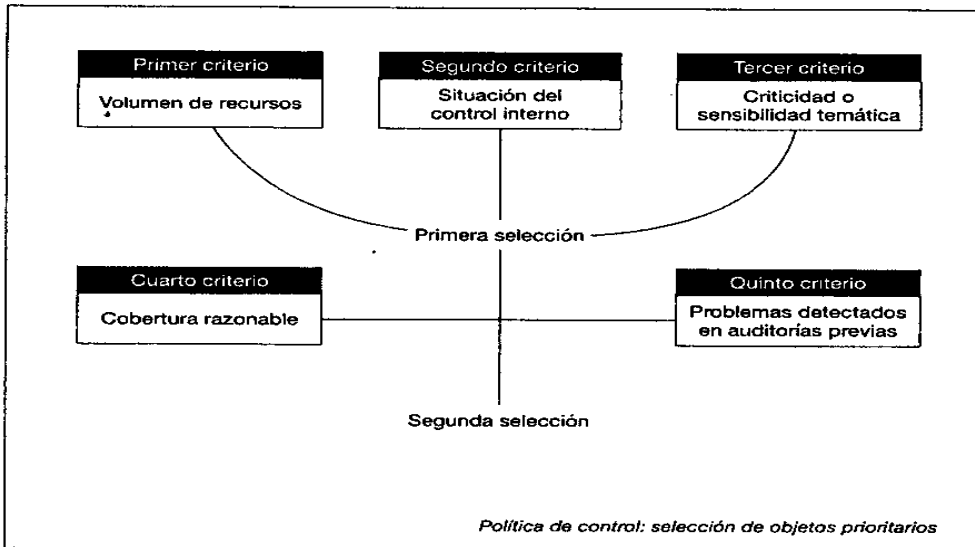 Primer criterio
Volumen de recursos
Segundo criterio
Situación del
control interno
Tercer criterio
Criticidad o
sensibilidad temática
Primera selección
Cuarto criterio
Cobertura razonable
Quinto criterio
Problemas detectados
en auditorías previas
Segunda selección
Política de control: selección de objetos prioritarios